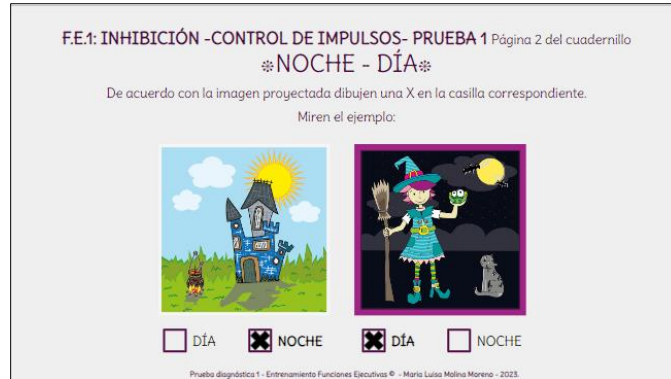 F.E.1: INHIBICIÓN -CONTROL DE IMPULSOS- PRUEBA 1 Página 2 del cuadernillo
❊NOCHE - DÍA❊
De acuerdo con la imagen proyectada dibujen una X en la casilla correspondiente.
Miren el ejemplo:
DÍA NOCHE DÍA NOCHE
Prueba diagnóstica 1 - Entrenamiento Funciones Ejecutivas © - Maria Luisa Molina Moreno - 2023.